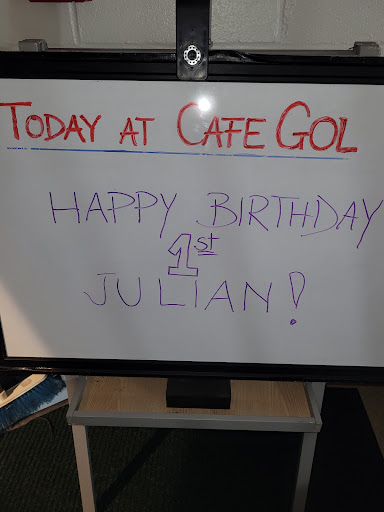 TODAY AT CAFE GOL
HAPPY BIRTHDAY
1st
JULIAN!